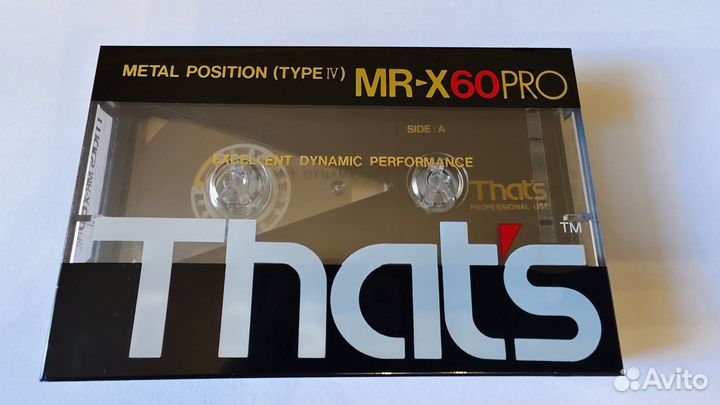 METAL POSITION (TYPE IV) MR▸X60PRO
SIDE: A
EXCELLENT DYNAMIC PERFORMANCE
That's
PROFESSIONAL USE
That's™
Avito